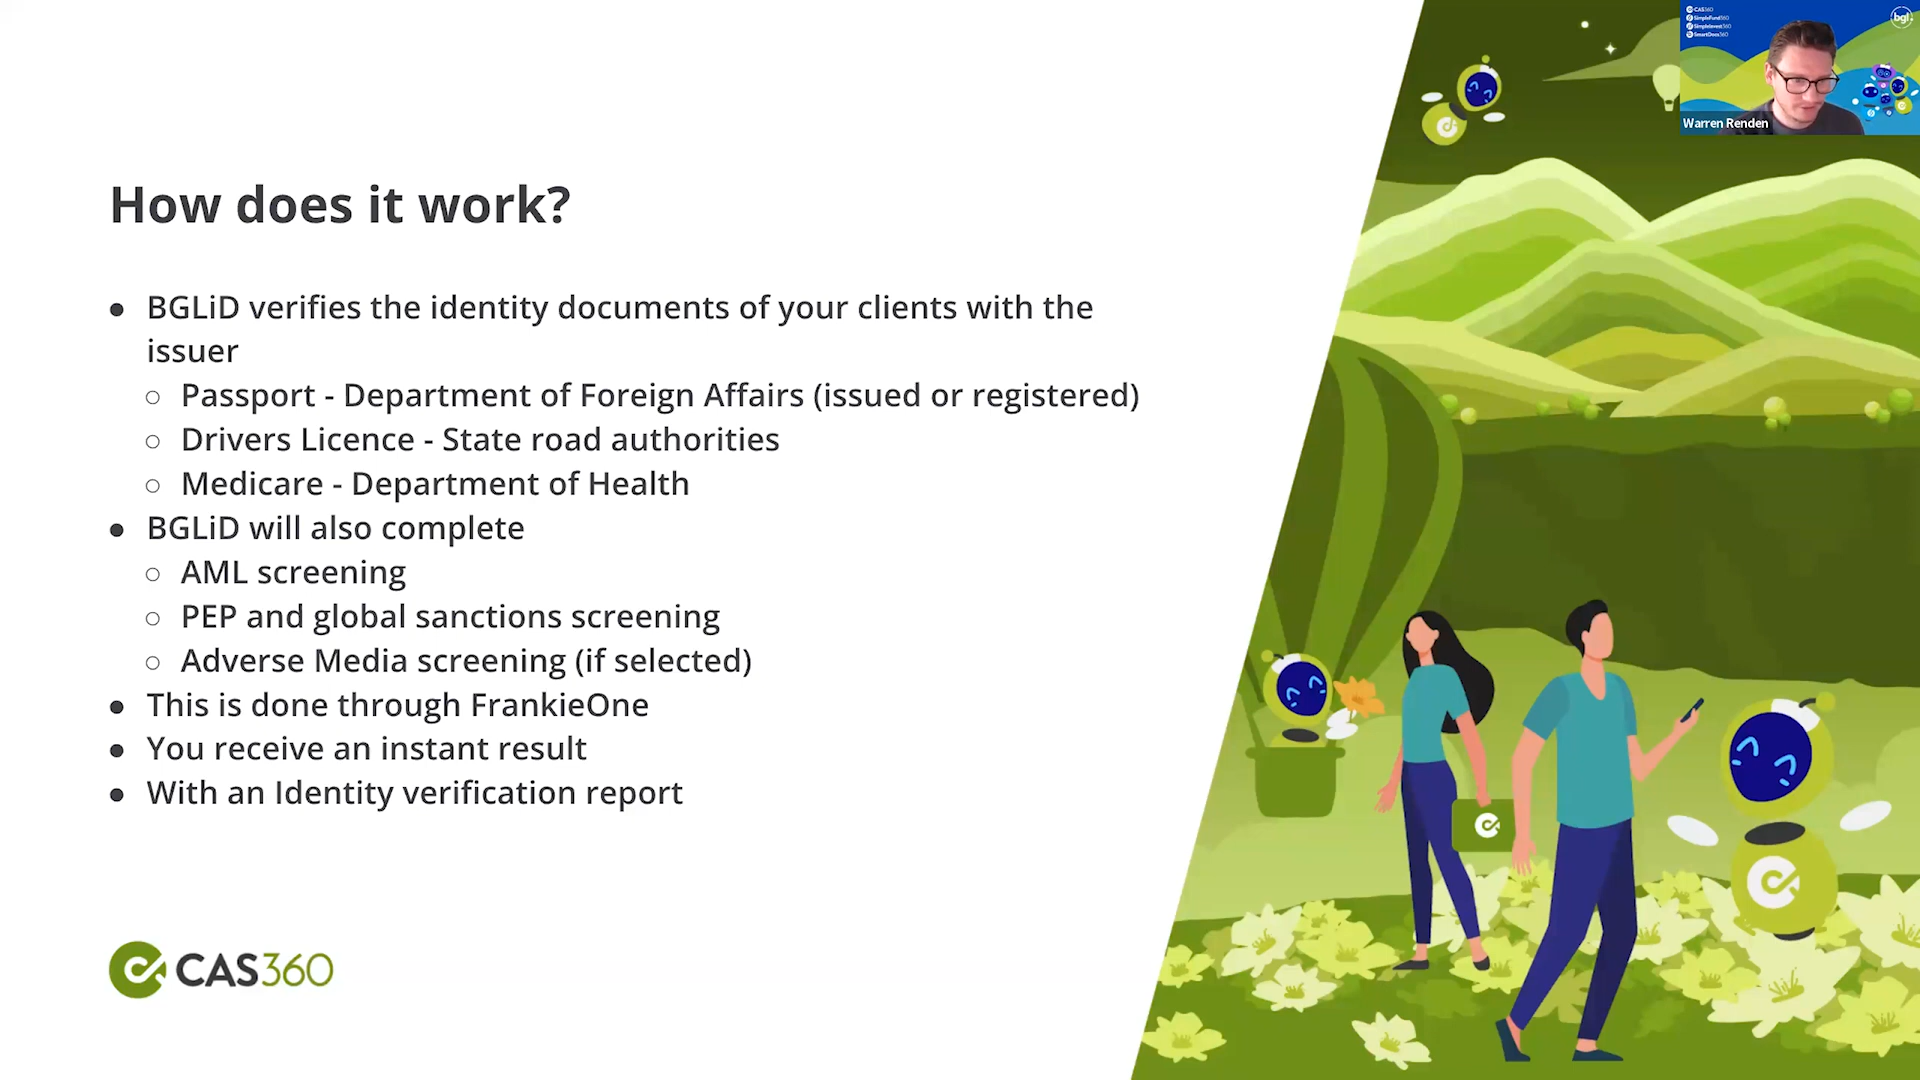 CAS360
SimpleFund360
SimpleInvest360
SmartDocs360
bgl
Warren Renden
How does it work?
● BGLiD verifies the identity documents of your clients with the
issuer
○ Passport - Department of Foreign Affairs (issued or registered)
○ Drivers Licence - State road authorities
○ Medicare - Department of Health
● BGLiD will also complete
○ AML screening
○ PEP and global sanctions screening
○ Adverse Media screening (if selected)
● This is done through FrankieOne
● You receive an instant result
● With an Identity verification report
CAS360